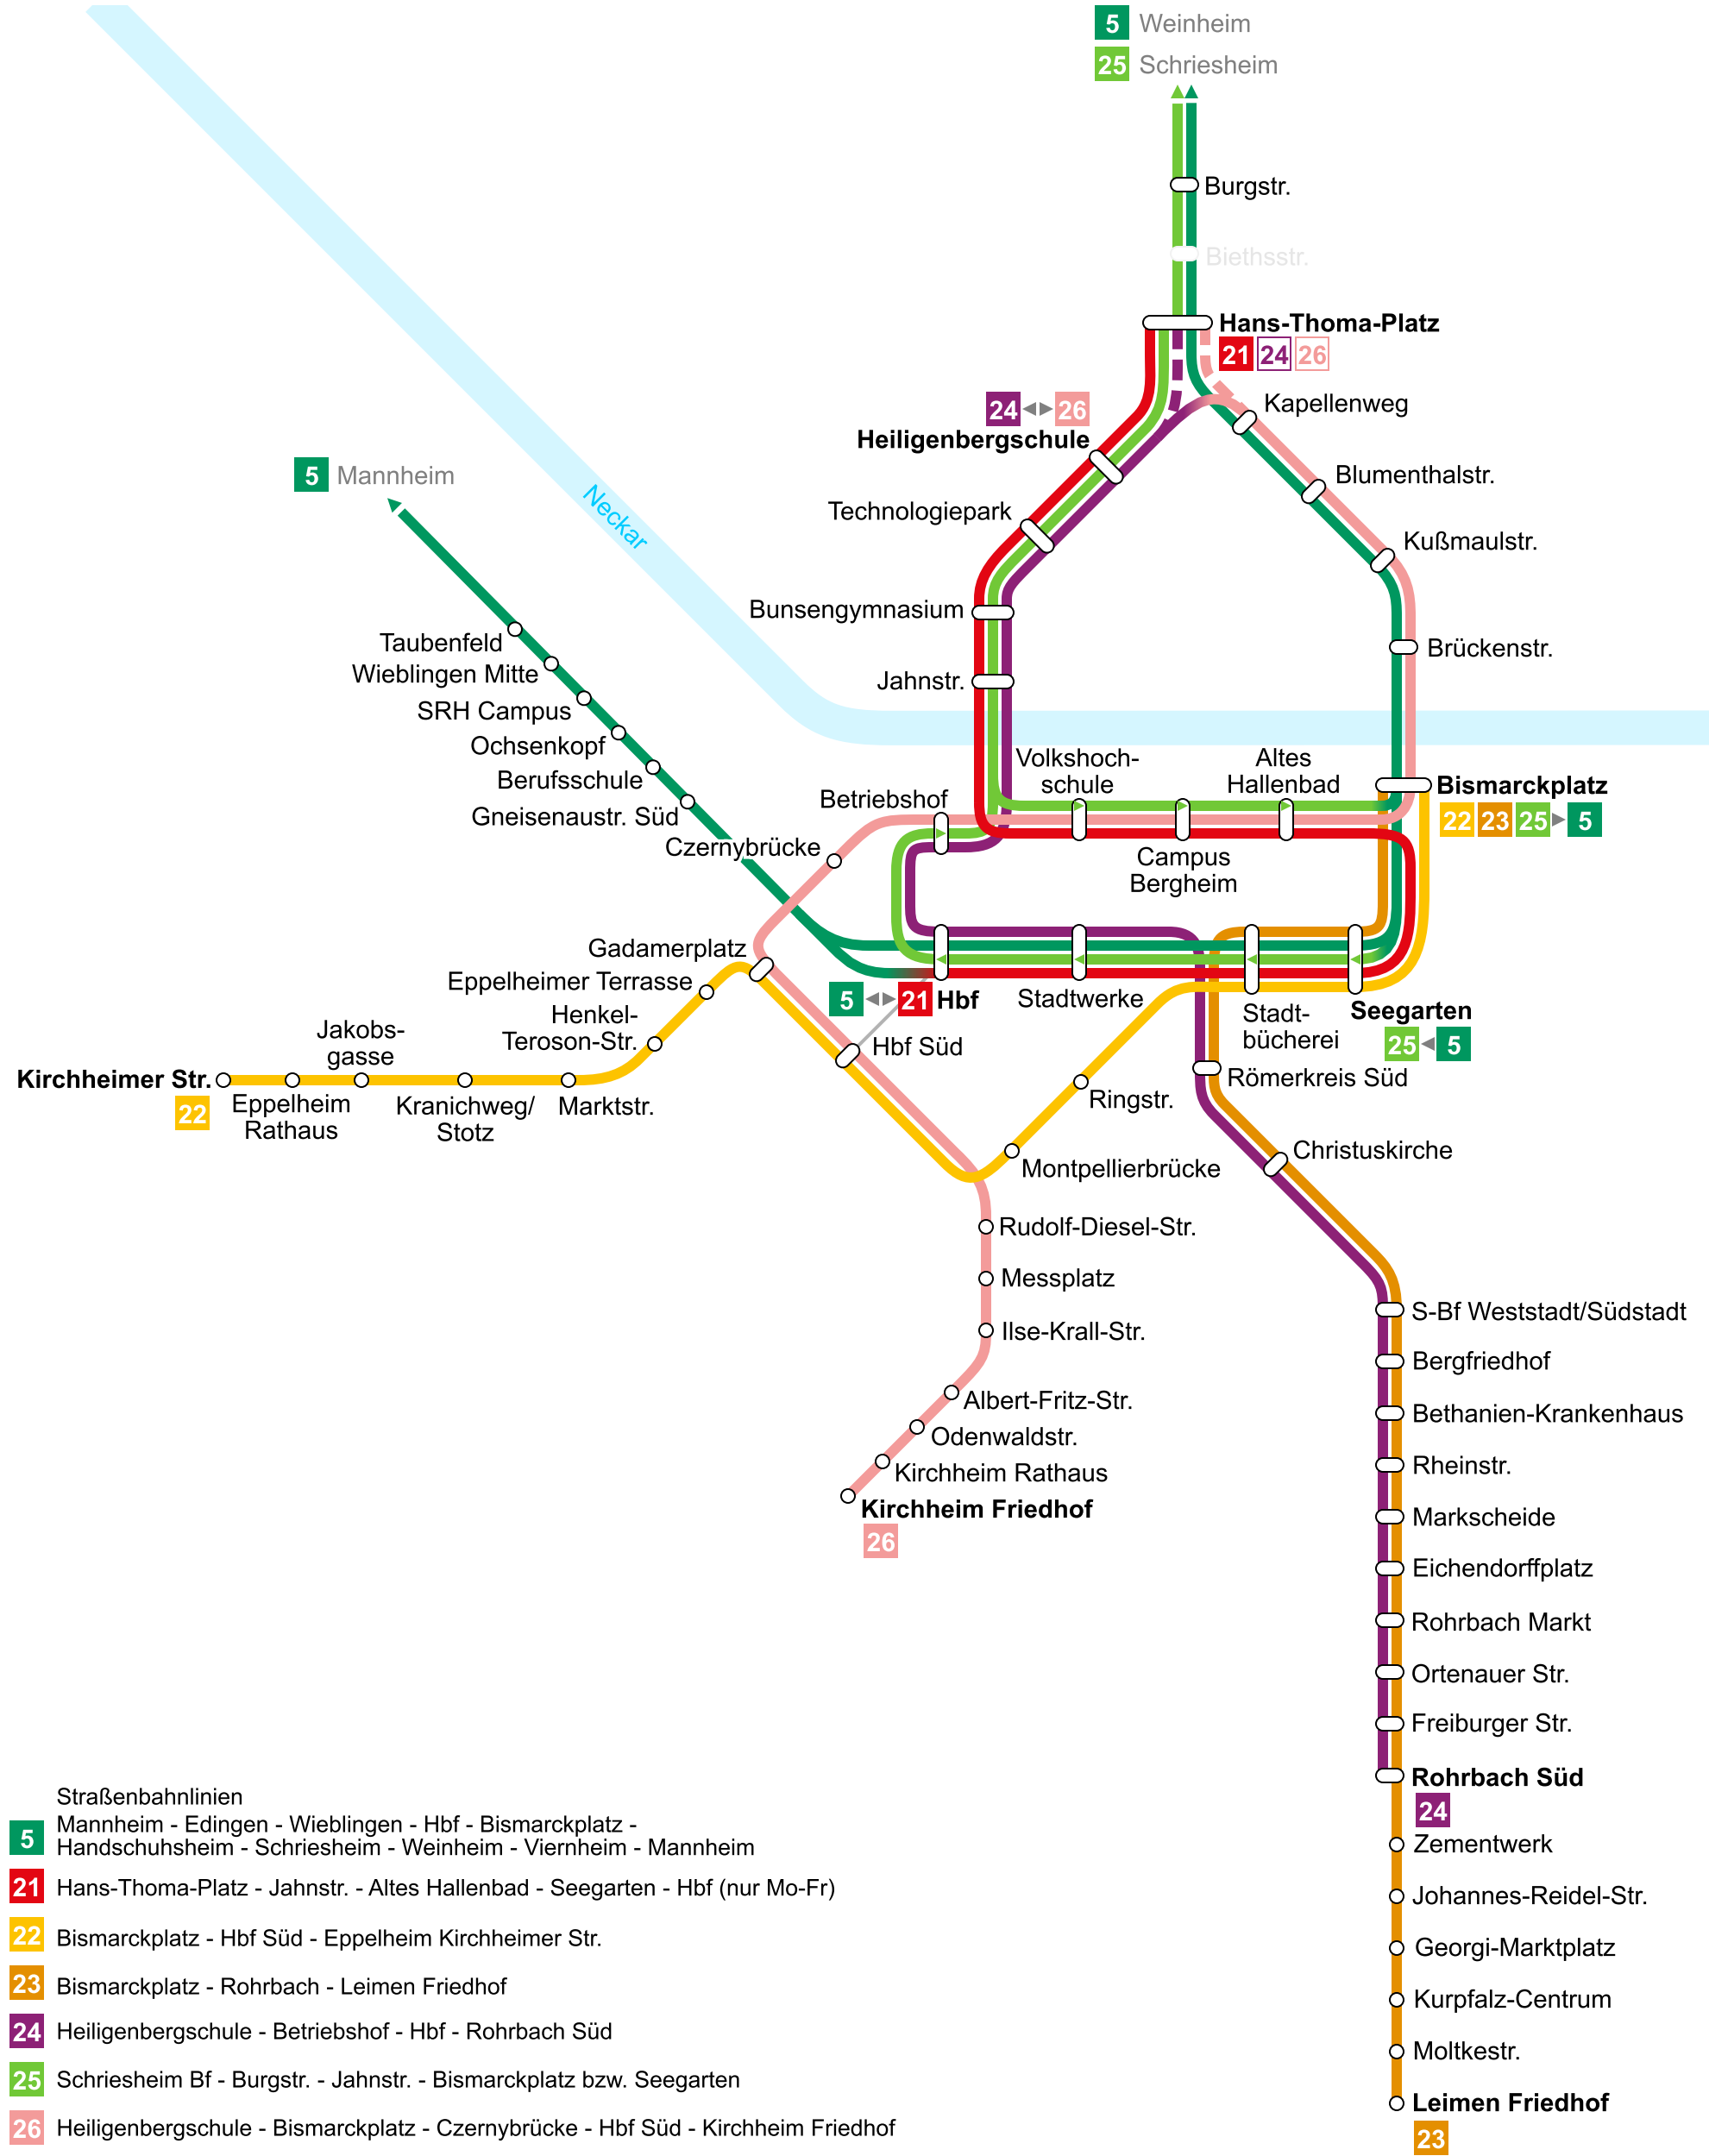 5 Weinheim
25 Schriesheim
Burgstr.
Biethsstr.
Hans-Thoma-Platz
21 24 26
24 26
Heiligenbergschule
Kapellenweg
5 Mannheim
Neckar
Technologiepark
Blumenthalstr.
Kußmaulstr.
Bunsengymnasium
Brückenstr.
Jahnstr.
Taubenfeld
Wieblingen Mitte
SRH Campus
Ochsenkopf
Berufsschule
Gneisenaustr. Süd
Czernybrücke
Betriebshof
Volkshoch-
schule
Altes
Hallenbad
Bismarckplatz
22 23 25 5
Campus
Bergheim
Gadamerplatz
Eppelheimer Terrasse
Henkel-
Teroson-Str.
Jakobs-
gasse
5 21 Hbf
Stadtwerke
Stadt-
bücherei
Seegarten
25 5
Hbf Süd
Römerkreis Süd
Kirchheimer Str.
22
Eppelheim
Rathaus
Kranichweg/
Stotz
Marktstr.
Ringstr.
Montpellierbrücke
Christuskirche
Rudolf-Diesel-Str.
Messplatz
Ilse-Krall-Str.
Albert-Fritz-Str.
Odenwaldstr.
Kirchheim Rathaus
Kirchheim Friedhof
26
S-Bf Weststadt/Südstadt
Bergfriedhof
Bethanien-Krankenhaus
Rheinstr.
Markscheide
Eichendorffplatz
Rohrbach Markt
Ortenauer Str.
Freiburger Str.
Rohrbach Süd
24
Zementwerk
Johannes-Reidel-Str.
Georgi-Marktplatz
Kurpfalz-Centrum
Moltkestr.
Leimen Friedhof
23
Straßenbahnlinien
5 Mannheim - Edingen - Wieblingen - Hbf - Bismarckplatz -
Handschuhsheim - Schriesheim - Weinheim - Viernheim - Mannheim
21 Hans-Thoma-Platz - Jahnstr. - Altes Hallenbad - Seegarten - Hbf (nur Mo-Fr)
22 Bismarckplatz - Hbf Süd - Eppelheim Kirchheimer Str.
23 Bismarckplatz - Rohrbach - Leimen Friedhof
24 Heiligenbergschule - Betriebshof - Hbf - Rohrbach Süd
25 Schriesheim Bf - Burgstr. - Jahnstr. - Bismarckplatz bzw. Seegarten
26 Heiligenbergschule - Bismarckplatz - Czernybrücke - Hbf Süd - Kirchheim Friedhof